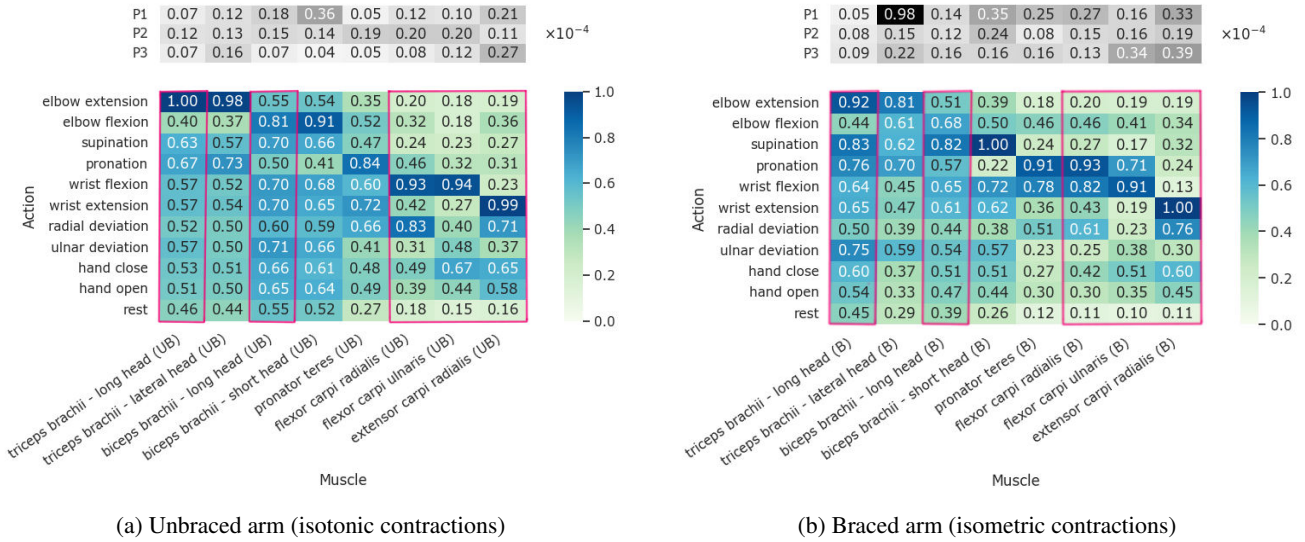 P1 0.07 0.12 0.18 0.36 0.05 0.12 0.10 0.21
P2 0.12 0.13 0.15 0.14 0.19 0.20 0.20 0.11 ×10⁻⁴
P3 0.07 0.16 0.07 0.04 0.05 0.08 0.12 0.27
elbow extension 1.00 0.98 0.55 0.54 0.35 0.20 0.18 0.19 1.0
elbow flexion 0.40 0.37 0.81 0.91 0.52 0.32 0.18 0.36
supination 0.63 0.57 0.70 0.66 0.47 0.24 0.23 0.27 0.8
pronation 0.67 0.73 0.50 0.41 0.84 0.46 0.32 0.31
wrist flexion 0.57 0.52 0.70 0.68 0.60 0.93 0.94 0.23 0.6
wrist extension 0.57 0.54 0.70 0.65 0.72 0.42 0.27 0.99
radial deviation 0.52 0.50 0.60 0.59 0.66 0.83 0.40 0.71 0.4
ulnar deviation 0.57 0.50 0.71 0.66 0.41 0.31 0.48 0.37
hand close 0.53 0.51 0.66 0.61 0.48 0.49 0.67 0.65 0.2
hand open 0.51 0.50 0.65 0.64 0.49 0.39 0.44 0.58
rest 0.46 0.44 0.55 0.52 0.27 0.18 0.15 0.16 0.0
Action
triceps brachii - long head (UB)
triceps brachii - lateral head (UB)
biceps brachii - long head (UB)
biceps brachii - short head (UB)
pronator teres (UB)
flexor carpi radialis (UB)
flexor carpi ulnaris (UB)
extensor carpi radialis (UB)
Muscle
(a) Unbraced arm (isotonic contractions)
P1 0.05 0.98 0.14 0.35 0.25 0.27 0.16 0.33
P2 0.08 0.15 0.12 0.24 0.08 0.15 0.16 0.19 ×10⁻⁴
P3 0.09 0.22 0.16 0.16 0.16 0.13 0.34 0.39
elbow extension 0.92 0.81 0.51 0.39 0.18 0.20 0.19 0.19 1.0
elbow flexion 0.44 0.61 0.68 0.50 0.46 0.46 0.41 0.34
supination 0.83 0.62 0.82 1.00 0.24 0.27 0.17 0.32 0.8
pronation 0.76 0.70 0.57 0.22 0.91 0.93 0.71 0.24
wrist flexion 0.64 0.45 0.65 0.72 0.78 0.82 0.91 0.13 0.6
wrist extension 0.65 0.47 0.61 0.62 0.36 0.43 0.19 1.00
radial deviation 0.50 0.39 0.44 0.38 0.51 0.61 0.23 0.76 0.4
ulnar deviation 0.75 0.59 0.54 0.57 0.23 0.25 0.38 0.30
hand close 0.60 0.37 0.51 0.51 0.27 0.42 0.51 0.60 0.2
hand open 0.54 0.33 0.47 0.44 0.30 0.30 0.35 0.45
rest 0.45 0.29 0.39 0.26 0.12 0.11 0.10 0.11 0.0
Action
triceps brachii - long head (B)
triceps brachii - lateral head (B)
biceps brachii - long head (B)
biceps brachii - short head (B)
pronator teres (B)
flexor carpi radialis (B)
flexor carpi ulnaris (B)
extensor carpi radialis (B)
Muscle
(b) Braced arm (isometric contractions)